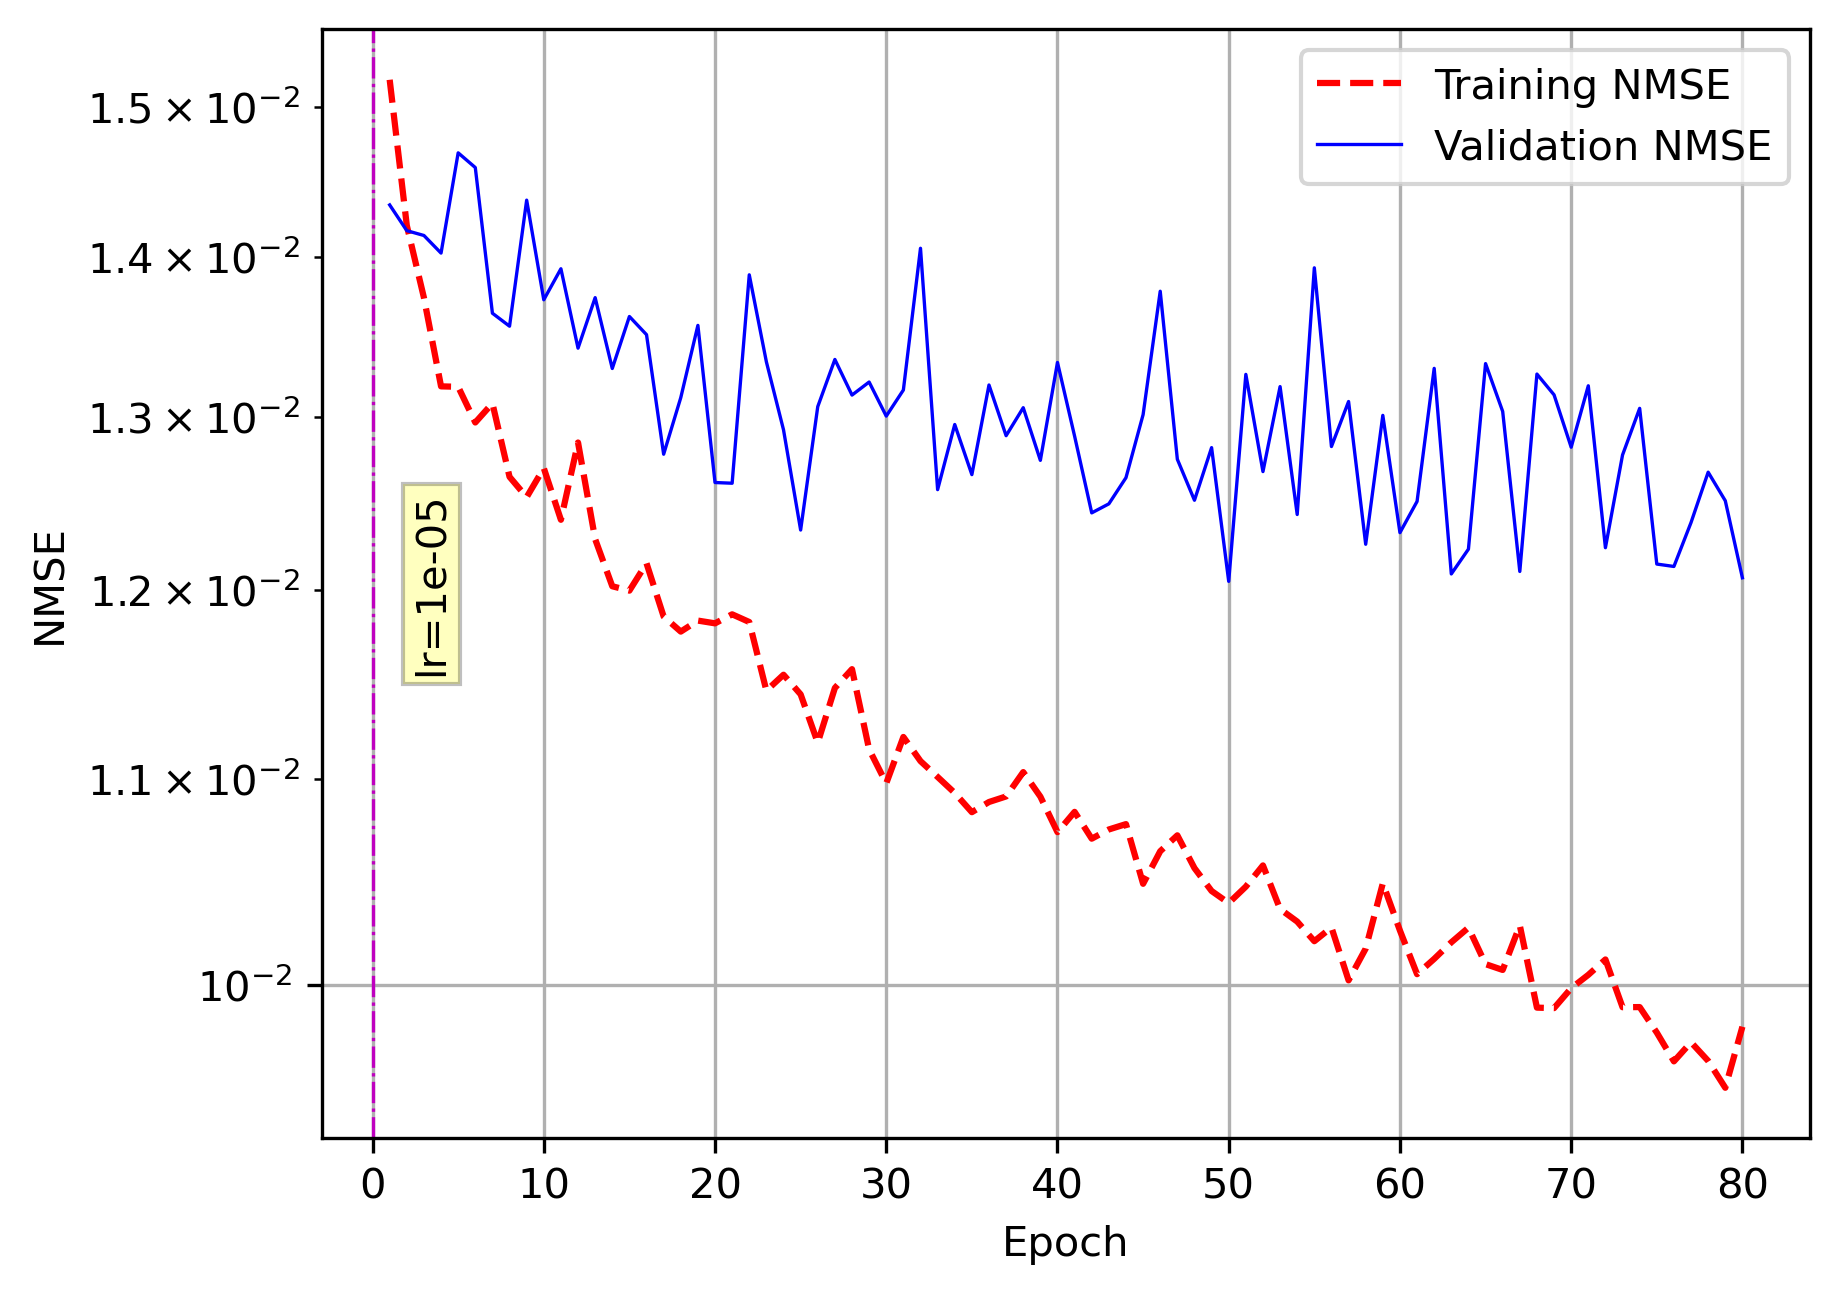 Training NMSE
Validation NMSE
1.5 × 10⁻²
1.4 × 10⁻²
1.3 × 10⁻²
1.2 × 10⁻²
1.1 × 10⁻²
10⁻²
NMSE
lr=1e-05
0 10 20 30 40 50 60 70 80
Epoch